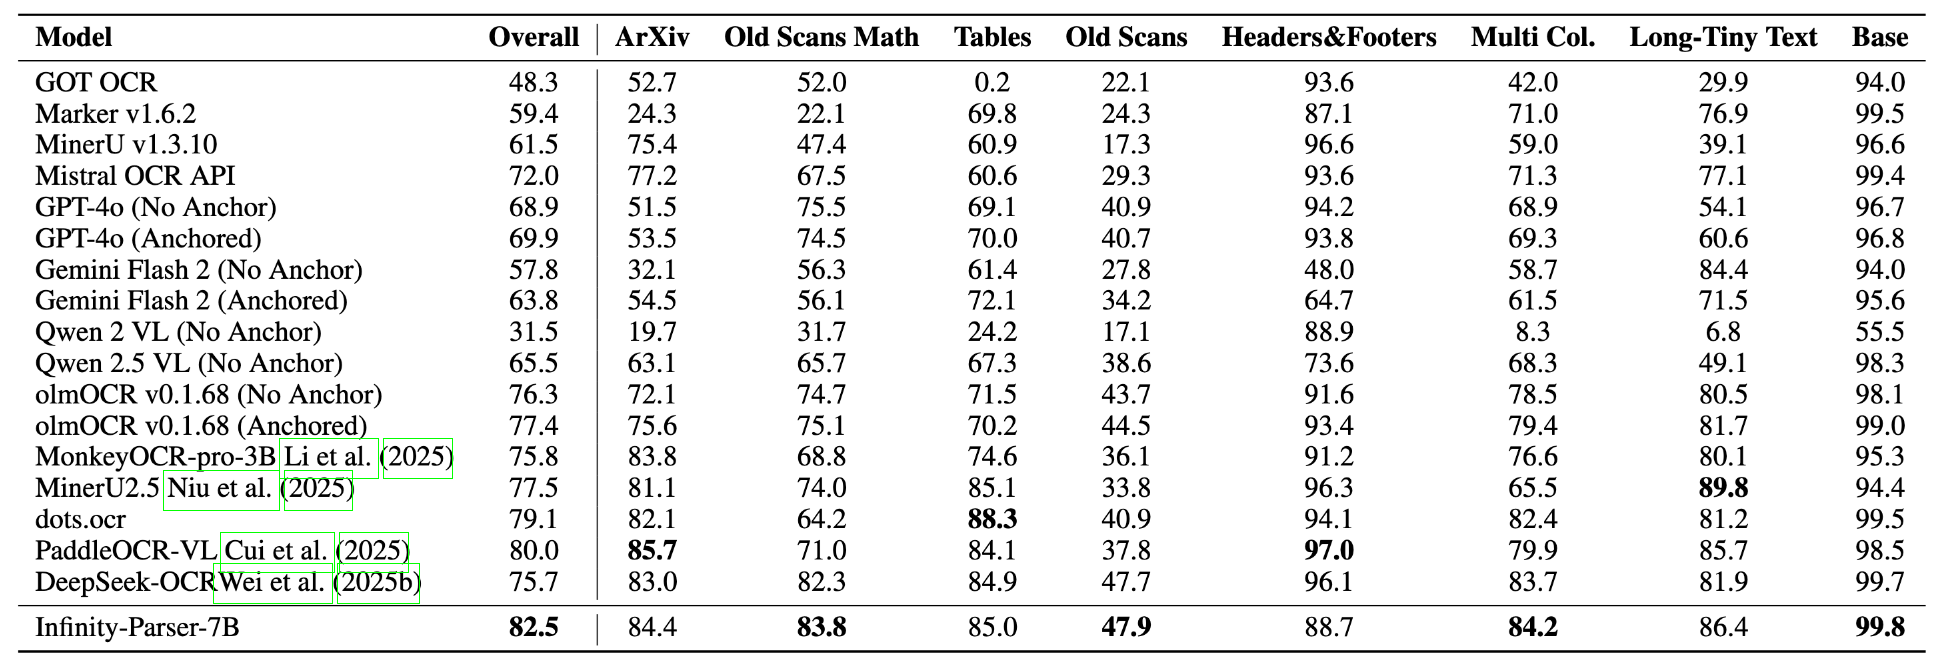 Model Overall ArXiv Old Scans Math Tables Old Scans Headers&Footers Multi Col. Long-Tiny Text Base
GOT OCR 48.3 52.7 52.0 0.2 22.1 93.6 42.0 29.9 94.0
Marker v1.6.2 59.4 24.3 22.1 69.8 24.3 87.1 71.0 76.9 99.5
MinerU v1.3.10 61.5 75.4 47.4 60.9 17.3 96.6 59.0 39.1 96.6
Mistral OCR API 72.0 77.2 67.5 60.6 29.3 93.6 71.3 77.1 99.4
GPT-4o (No Anchor) 68.9 51.5 75.5 69.1 40.9 94.2 68.9 54.1 96.7
GPT-4o (Anchored) 69.9 53.5 74.5 70.0 40.7 93.8 69.3 60.6 96.8
Gemini Flash 2 (No Anchor) 57.8 32.1 56.3 61.4 27.8 48.0 58.7 84.4 94.0
Gemini Flash 2 (Anchored) 63.8 54.5 56.1 72.1 34.2 64.7 61.5 71.5 95.6
Qwen 2 VL (No Anchor) 31.5 19.7 31.7 24.2 17.1 88.9 8.3 6.8 55.5
Qwen 2.5 VL (No Anchor) 65.5 63.1 65.7 67.3 38.6 73.6 68.3 49.1 98.3
olmOCR v0.1.68 (No Anchor) 76.3 72.1 74.7 71.5 43.7 91.6 78.5 80.5 98.1
olmOCR v0.1.68 (Anchored) 77.4 75.6 75.1 70.2 44.5 93.4 79.4 81.7 99.0
MonkeyOCR-pro-3B Li et al. (2025) 75.8 83.8 68.8 74.6 36.1 91.2 76.6 80.1 95.3
MinerU2.5 Niu et al. (2025) 77.5 81.1 74.0 85.1 33.8 96.3 65.5 89.8 94.4
dots.ocr 79.1 82.1 64.2 88.3 40.9 94.1 82.4 81.2 99.5
PaddleOCR-VL Cui et al. (2025) 80.0 85.7 71.0 84.1 37.8 97.0 79.9 85.7 98.5
DeepSeek-OCRWei et al. (2025b) 75.7 83.0 82.3 84.9 47.7 96.1 83.7 81.9 99.7
Infinity-Parser-7B 82.5 84.4 83.8 85.0 47.9 88.7 84.2 86.4 99.8